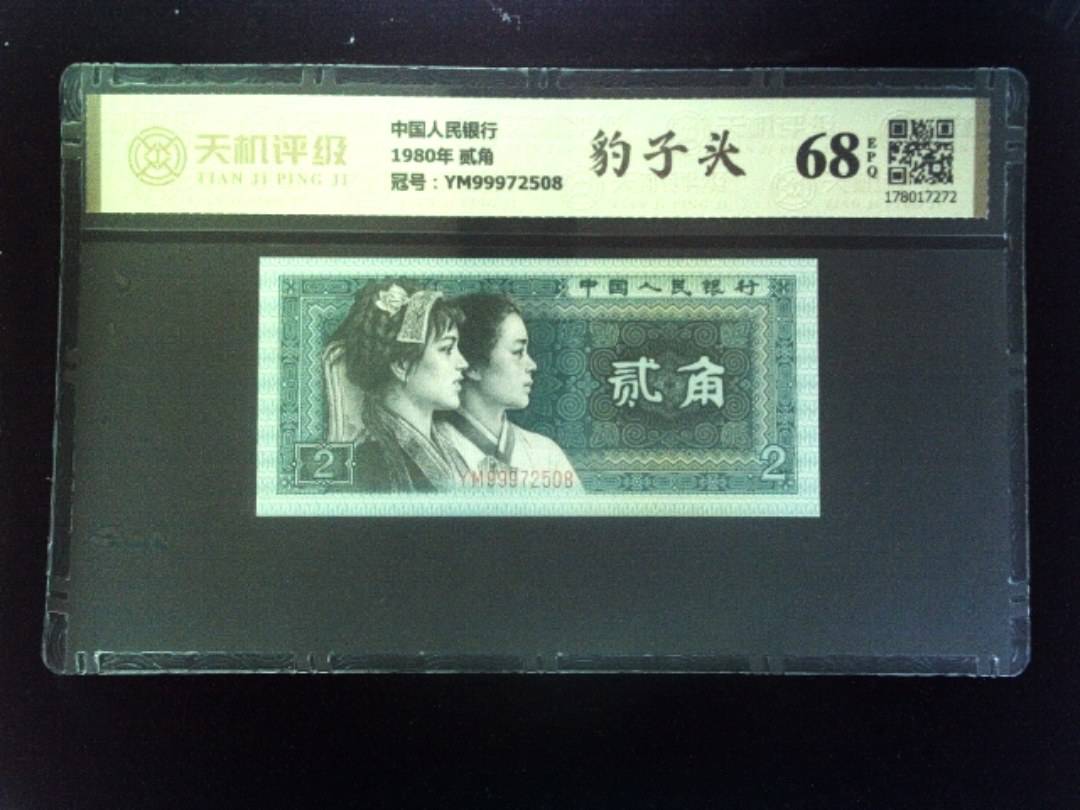 天机评级
TIAN JI PING JI
中国人民银行
1980年 贰角
冠号：YM99972508
豹子头
68
EPQ
178017272
中国人民银行
贰角
2
2
YM99972508